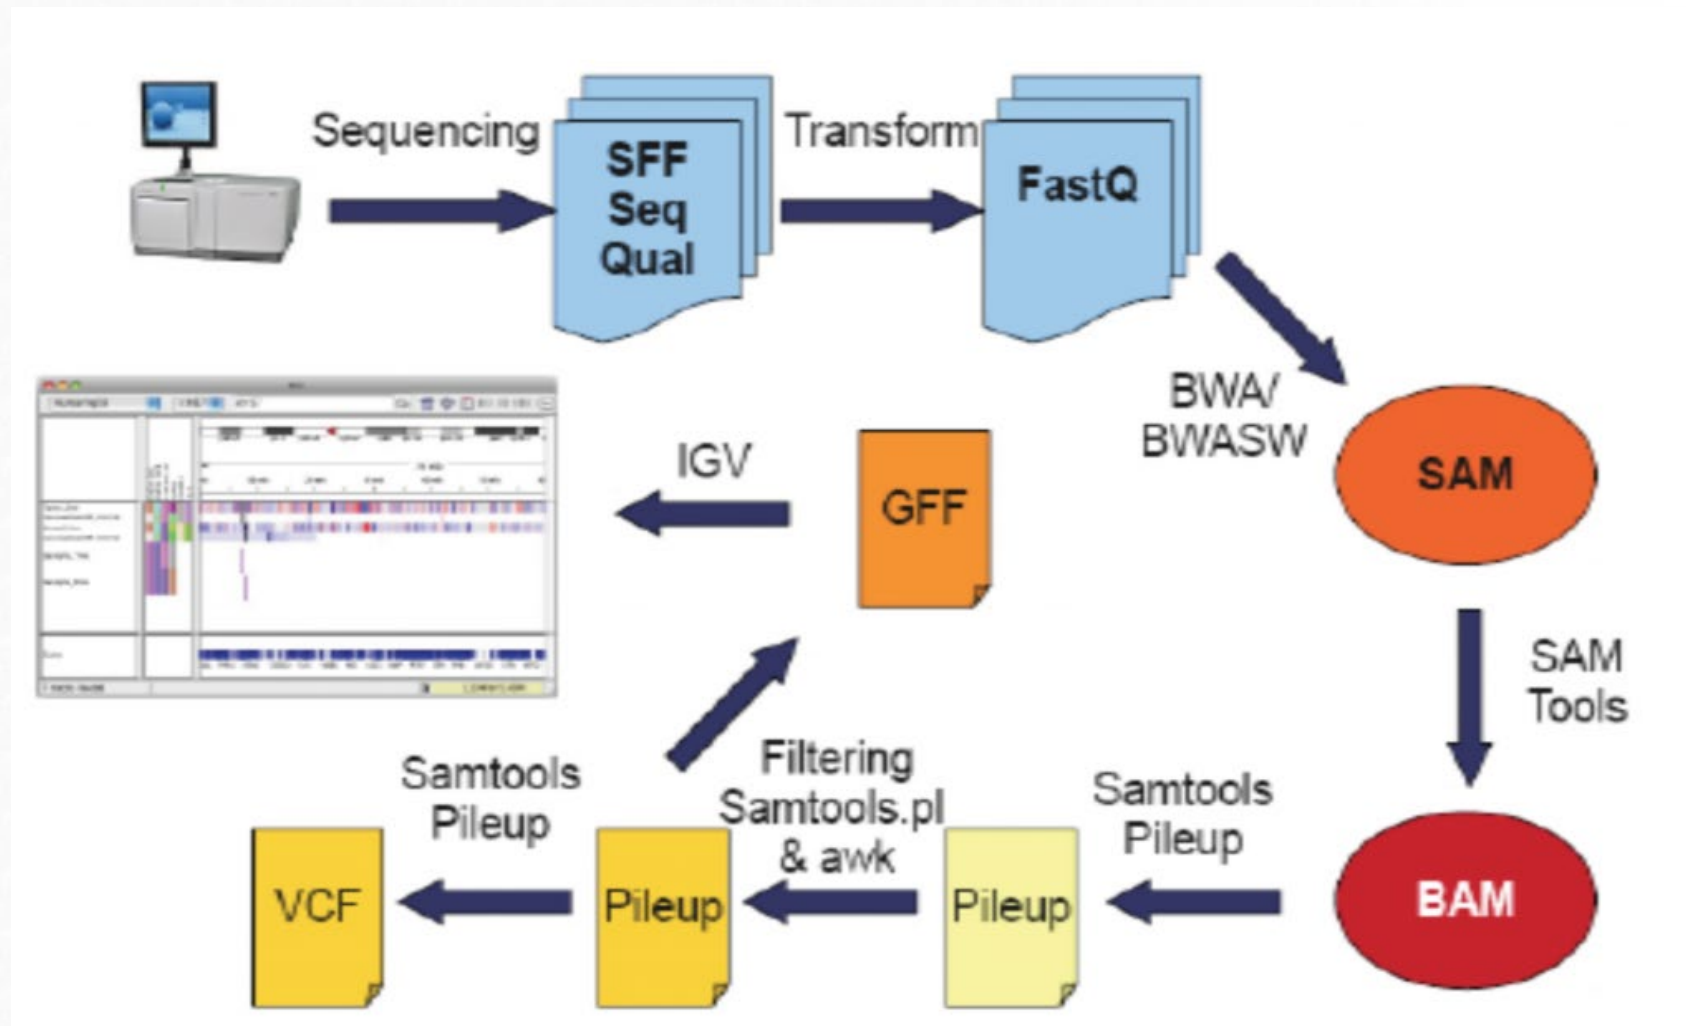 Sequencing
SFF
Seq
Qual
Transform
FastQ
BWA/
BWASW
SAM
IGV
GFF
SAM
Tools
BAM
Samtools
Pileup
Pileup
Filtering
Samtools.pl
& awk
Pileup
Samtools
Pileup
VCF